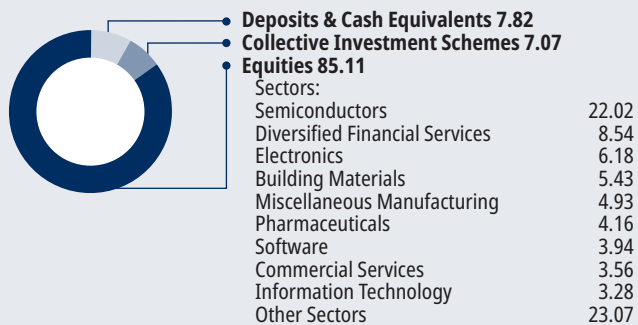 Deposits & Cash Equivalents 7.82
Collective Investment Schemes 7.07
Equities 85.11
Sectors:
Semiconductors 22.02
Diversified Financial Services 8.54
Electronics 6.18
Building Materials 5.43
Miscellaneous Manufacturing 4.93
Pharmaceuticals 4.16
Software 3.94
Commercial Services 3.56
Information Technology 3.28
Other Sectors 23.07